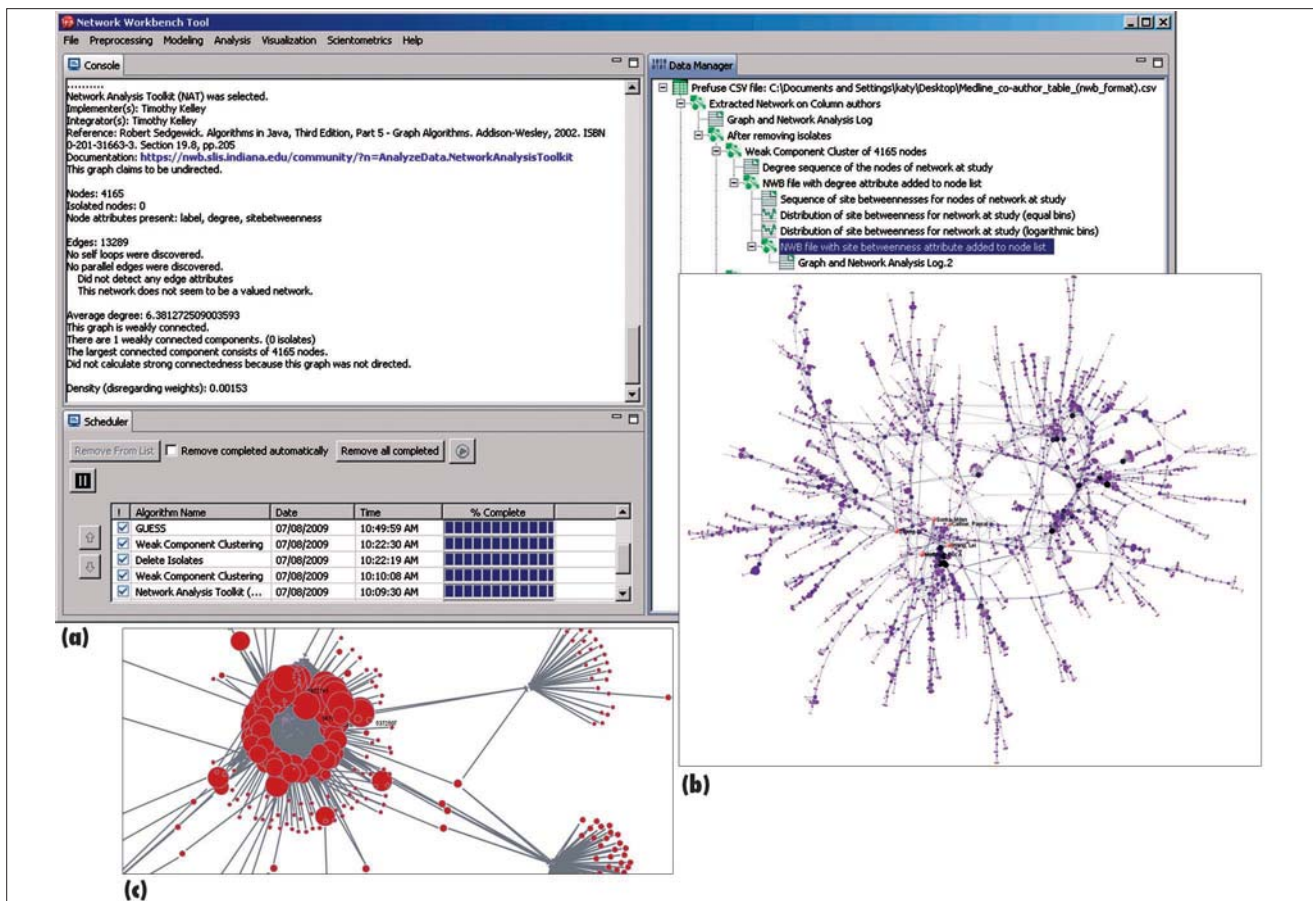 Network Workbench Tool
File Preprocessing Modeling Analysis Visualization Scientometrics Help
Console
..........
Network Analysis Toolkit (NAT) was selected.
Implementer(s): Timothy Kelley
Integrator(s): Timothy Kelley
Reference: Robert Sedgewick. Algorithms in Java, Third Edition, Part 5 - Graph Algorithms. Addison-Wesley, 2002. ISBN
0-201-31663-3. Section 19.8, pp.205
Documentation: https://nwb.slis.indiana.edu/community/?n=AnalyzeData.NetworkAnalysisToolkit
This graph claims to be undirected.
Nodes: 4165
Isolated nodes: 0
Node attributes present: label, degree, sitebetweenness
Edges: 13289
No self loops were discovered.
No parallel edges were discovered.
Did not detect any edge attributes
This network does not seem to be a valued network.
Average degree: 6.381272509003593
This graph is weakly connected.
There are 1 weakly connected components. (0 isolates)
The largest connected component consists of 4165 nodes.
Did not calculate strong connectedness because this graph was not directed.
Density (disregarding weights): 0.00153
Data Manager
Prefuse CSV file: C:\Documents and Settings\katy\Desktop\Medline_co-author_table_(nwb_format).csv
Extracted Network on Column authors
Graph and Network Analysis Log
After removing isolates
Weak Component Cluster of 4165 nodes
Degree sequence of the nodes of network at study
NWB file with degree attribute added to node list
Sequence of site betweennesses for nodes of network at study
Distribution of site betweenness for network at study (equal bins)
Distribution of site betweenness for network at study (logarithmic bins)
NWB file with site betweenness attribute added to node list
Graph and Network Analysis Log.2
Scheduler
Remove From List Remove completed automatically Remove all completed
! Algorithm Name Date Time % Complete
GUESS 07/08/2009 10:49:59 AM
Weak Component Clustering 07/08/2009 10:22:30 AM
Delete Isolates 07/08/2009 10:22:19 AM
Weak Component Clustering 07/08/2009 10:10:08 AM
Network Analysis Toolkit (... 07/08/2009 10:09:30 AM
(a)
(b)
(c)